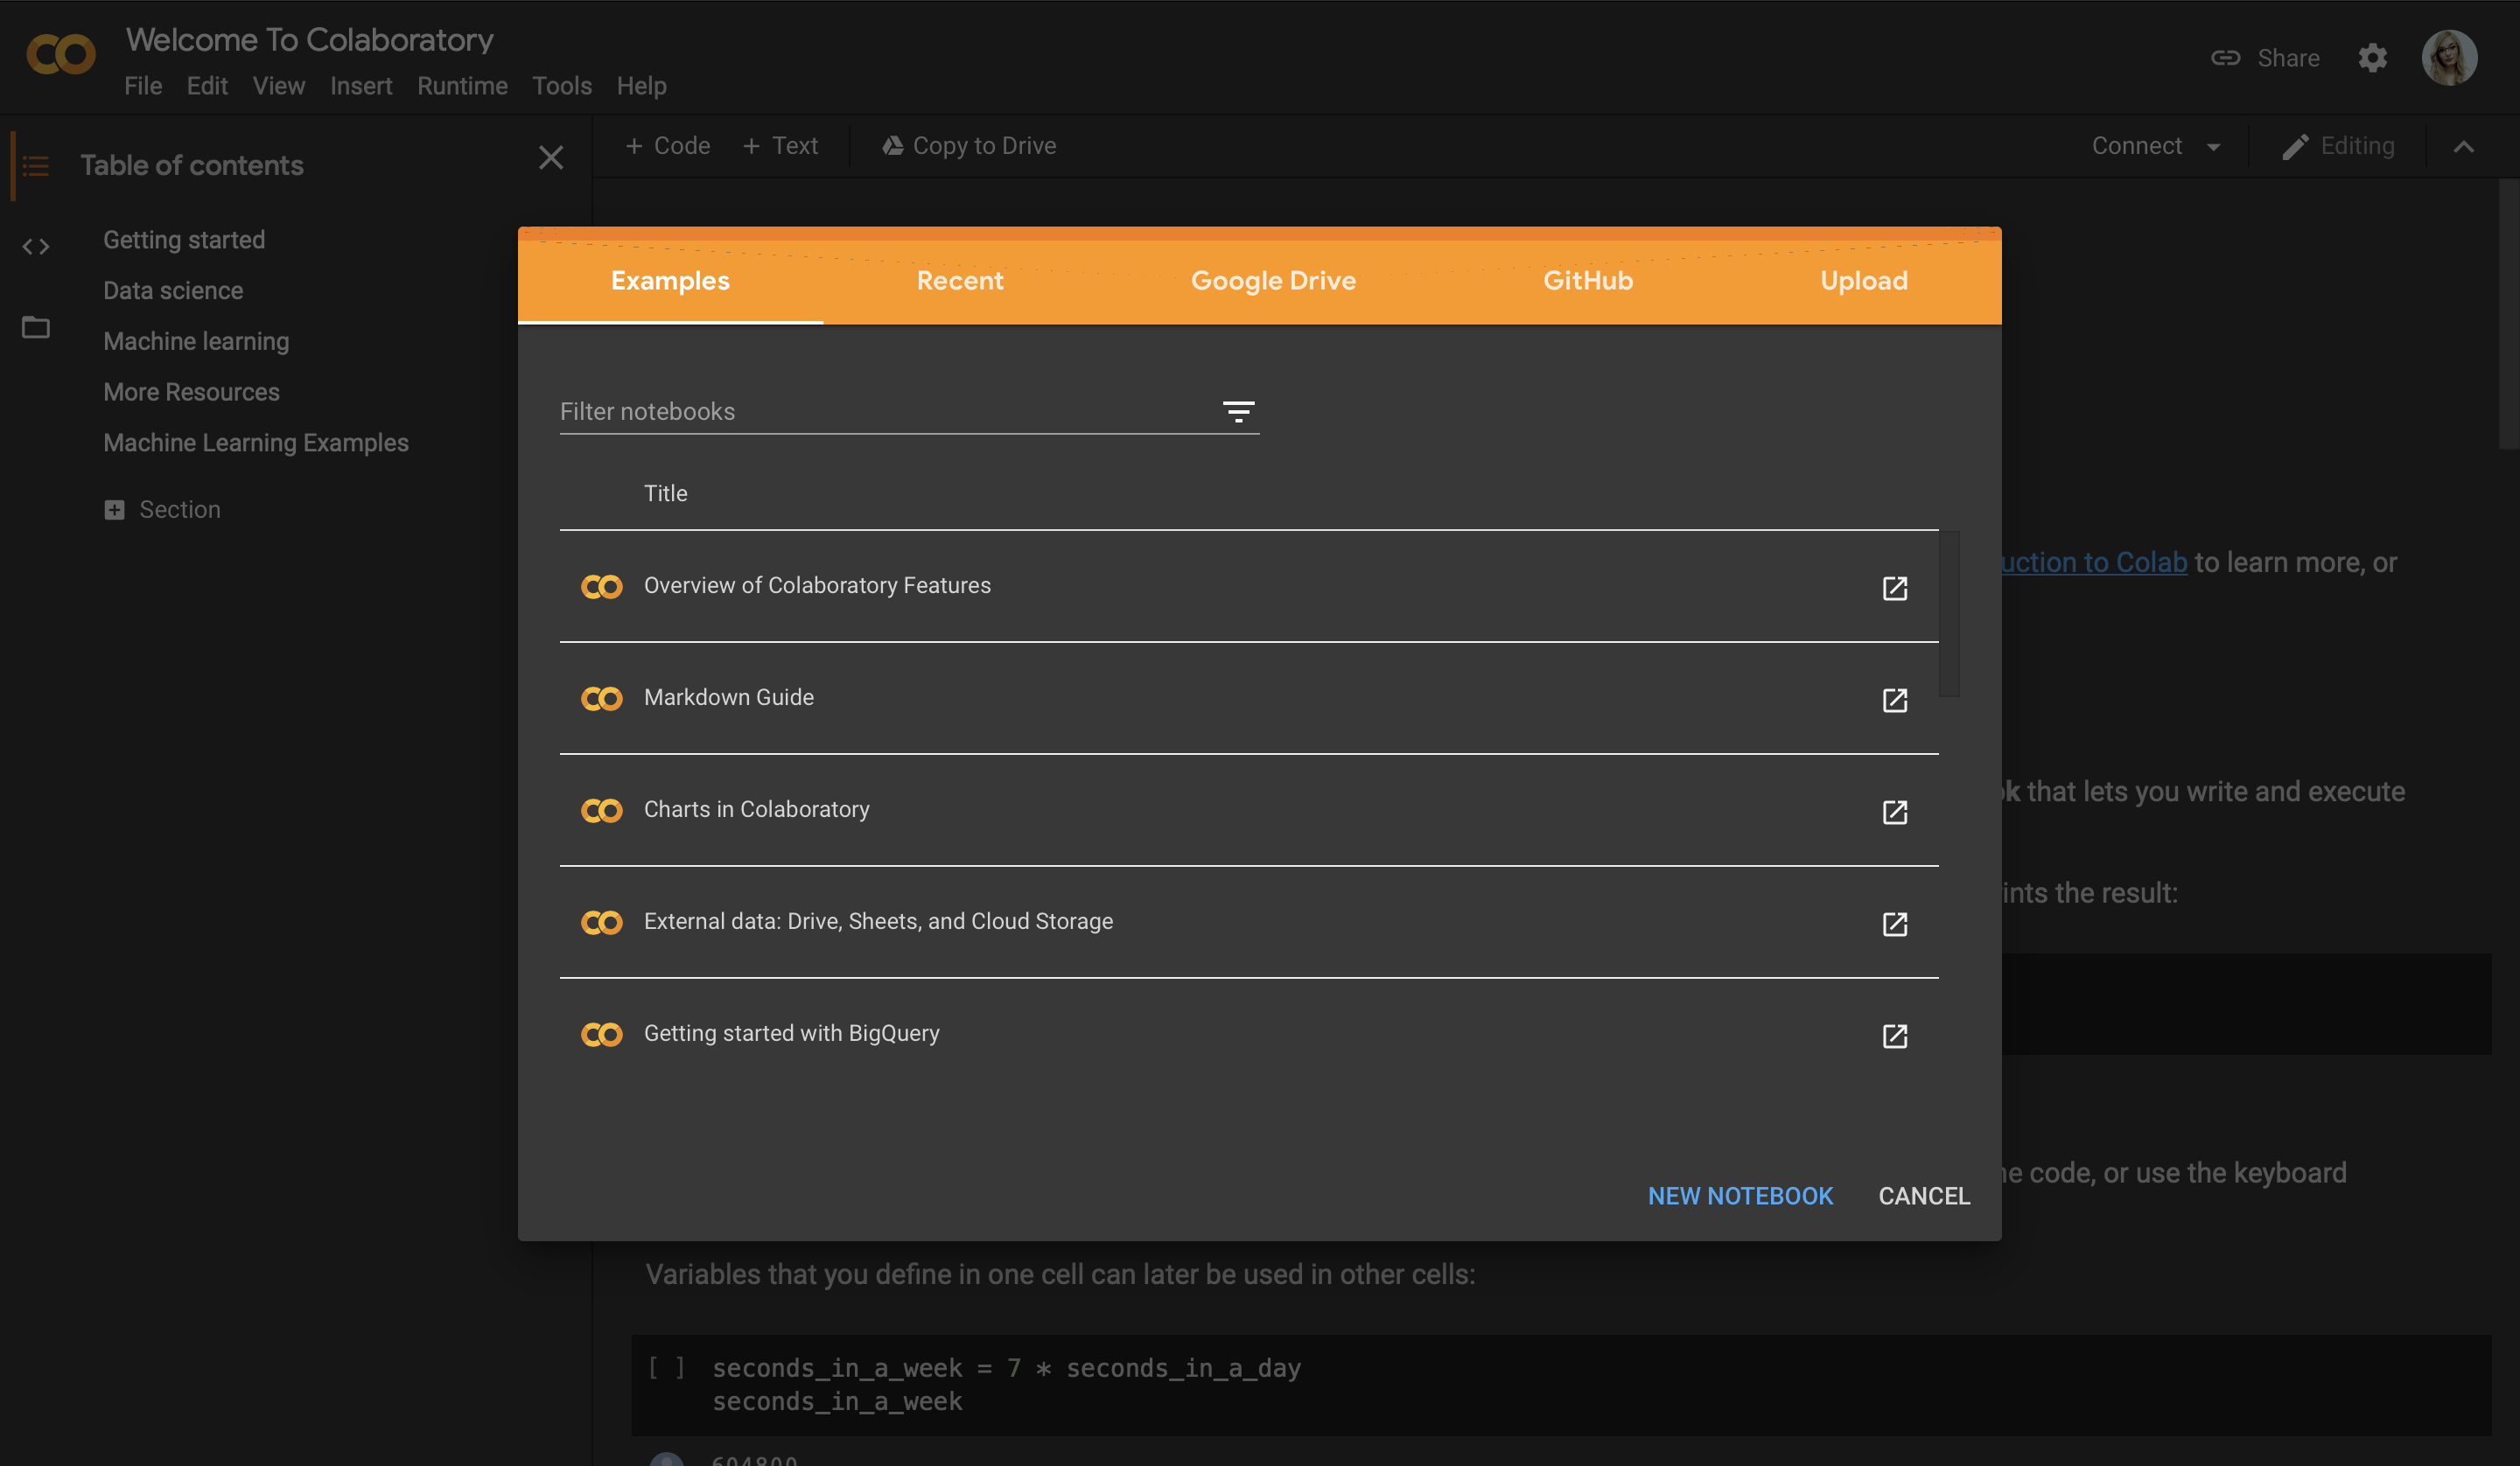 Welcome To Colaboratory
File Edit View Insert Runtime Tools Help
Share
Table of contents
Getting started
Data science
Machine learning
More Resources
Machine Learning Examples
Section
+ Code + Text Copy to Drive
Connect Editing
Examples Recent Google Drive GitHub Upload
Filter notebooks
Title
Overview of Colaboratory Features
Markdown Guide
Charts in Colaboratory
External data: Drive, Sheets, and Cloud Storage
Getting started with BigQuery
NEW NOTEBOOK CANCEL
to Colab to learn more, or
that lets you write and execute
the result:
code, or use the keyboard
Variables that you define in one cell can later be used in other cells:
[ ] seconds_in_a_week = 7 * seconds_in_a_day
seconds_in_a_week
604800